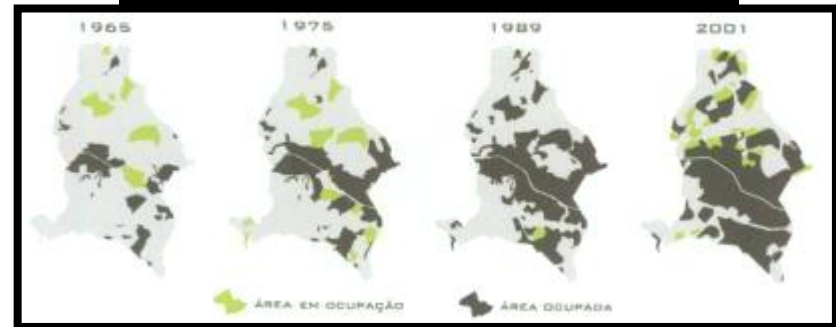 1965 1975 1989 2001
ÁREA EM OCUPAÇÃO ÁREA OCUPADA